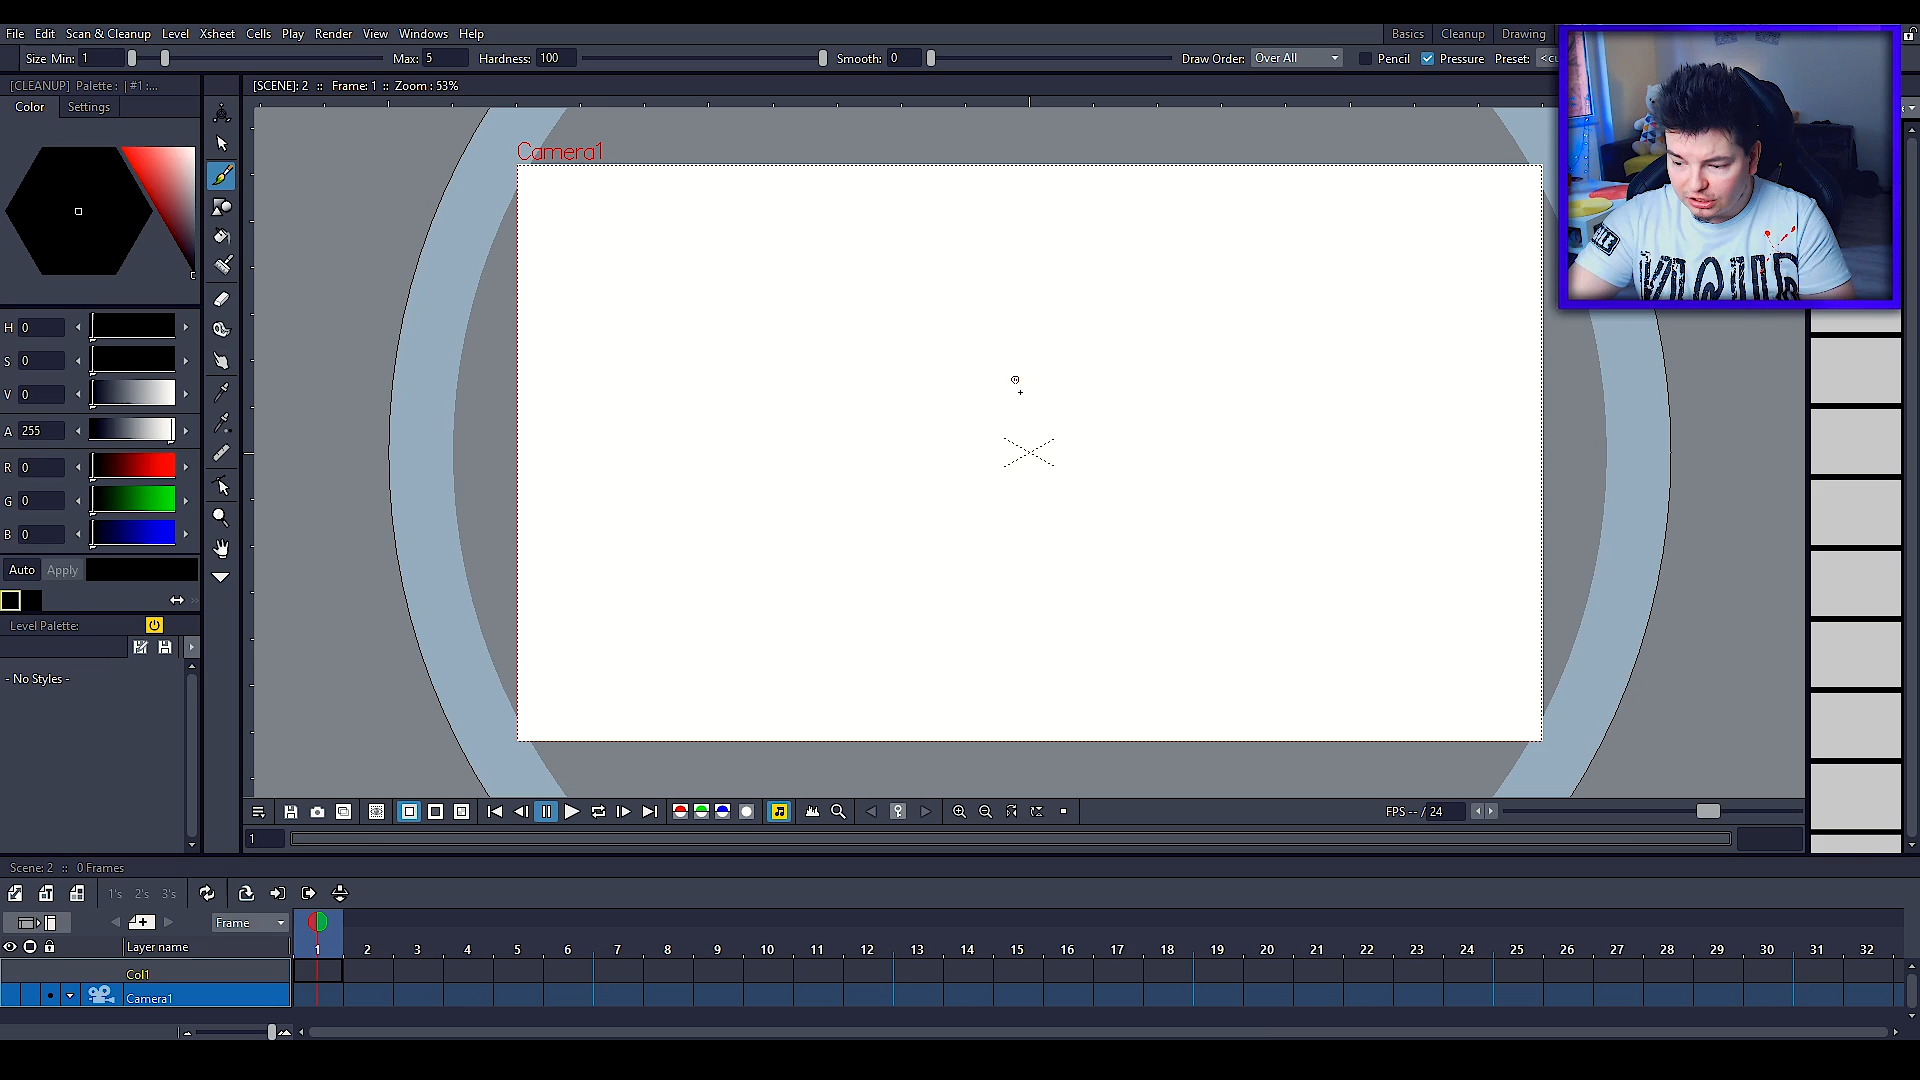 File Edit Scan & Cleanup Level Xsheet Cells Play Render View Windows Help Basics Cleanup Drawing
Size Min: 1 Max: 5 Hardness: 100 Smooth: 0 Draw Order: Over All Pencil Pressure Preset: <cu
[CLEANUP] Palette : | #1 :... [SCENE]: 2 :: Frame: 1 :: Zoom : 53%
Color Settings
Camera1
H 0
S 0
V 0
A 255
R 0
G 0
B 0
Auto Apply
Level Palette:
- No Styles -
FPS -- / 24
1
Scene: 2 :: 0 Frames
1's 2's 3's
Frame
Layer name 1 2 3 4 5 6 7 8 9 10 11 12 13 14 15 16 17 18 19 20 21 22 23 24 25 26 27 28 29 30 31 32
Col1
Camera1